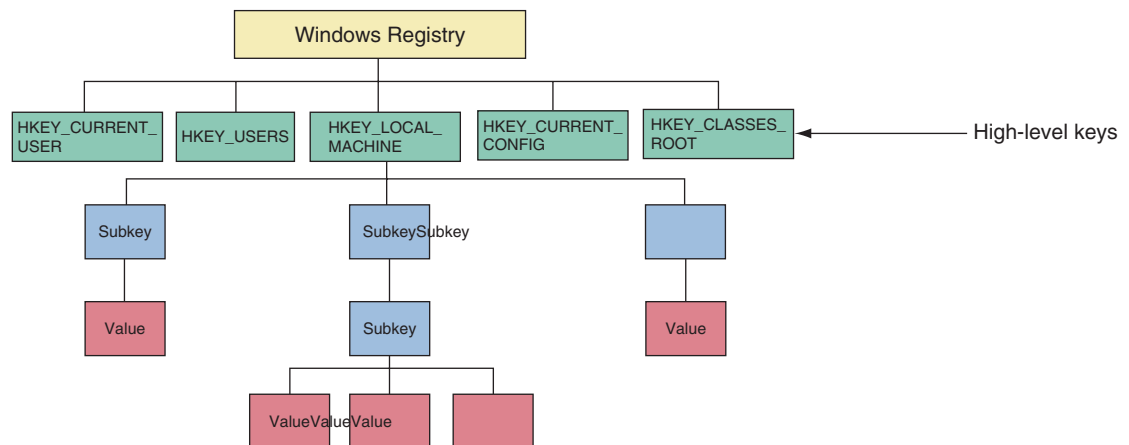 Windows Registry
HKEY_CURRENT_
USER
HKEY_USERS
HKEY_LOCAL_
MACHINE
HKEY_CURRENT_
CONFIG
HKEY_CLASSES_
ROOT
High-level keys
Subkey
SubkeySubkey
Value
Subkey
Value
ValueValueValue